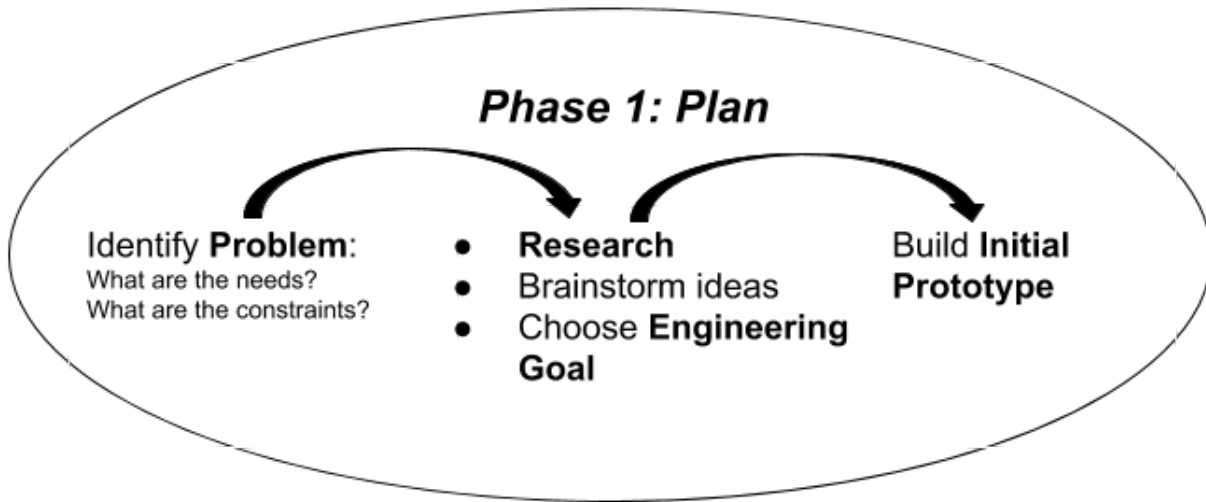 Phase 1: Plan
Identify Problem:
What are the needs?
What are the constraints?
● Research
● Brainstorm ideas
● Choose Engineering
Goal
Build Initial
Prototype